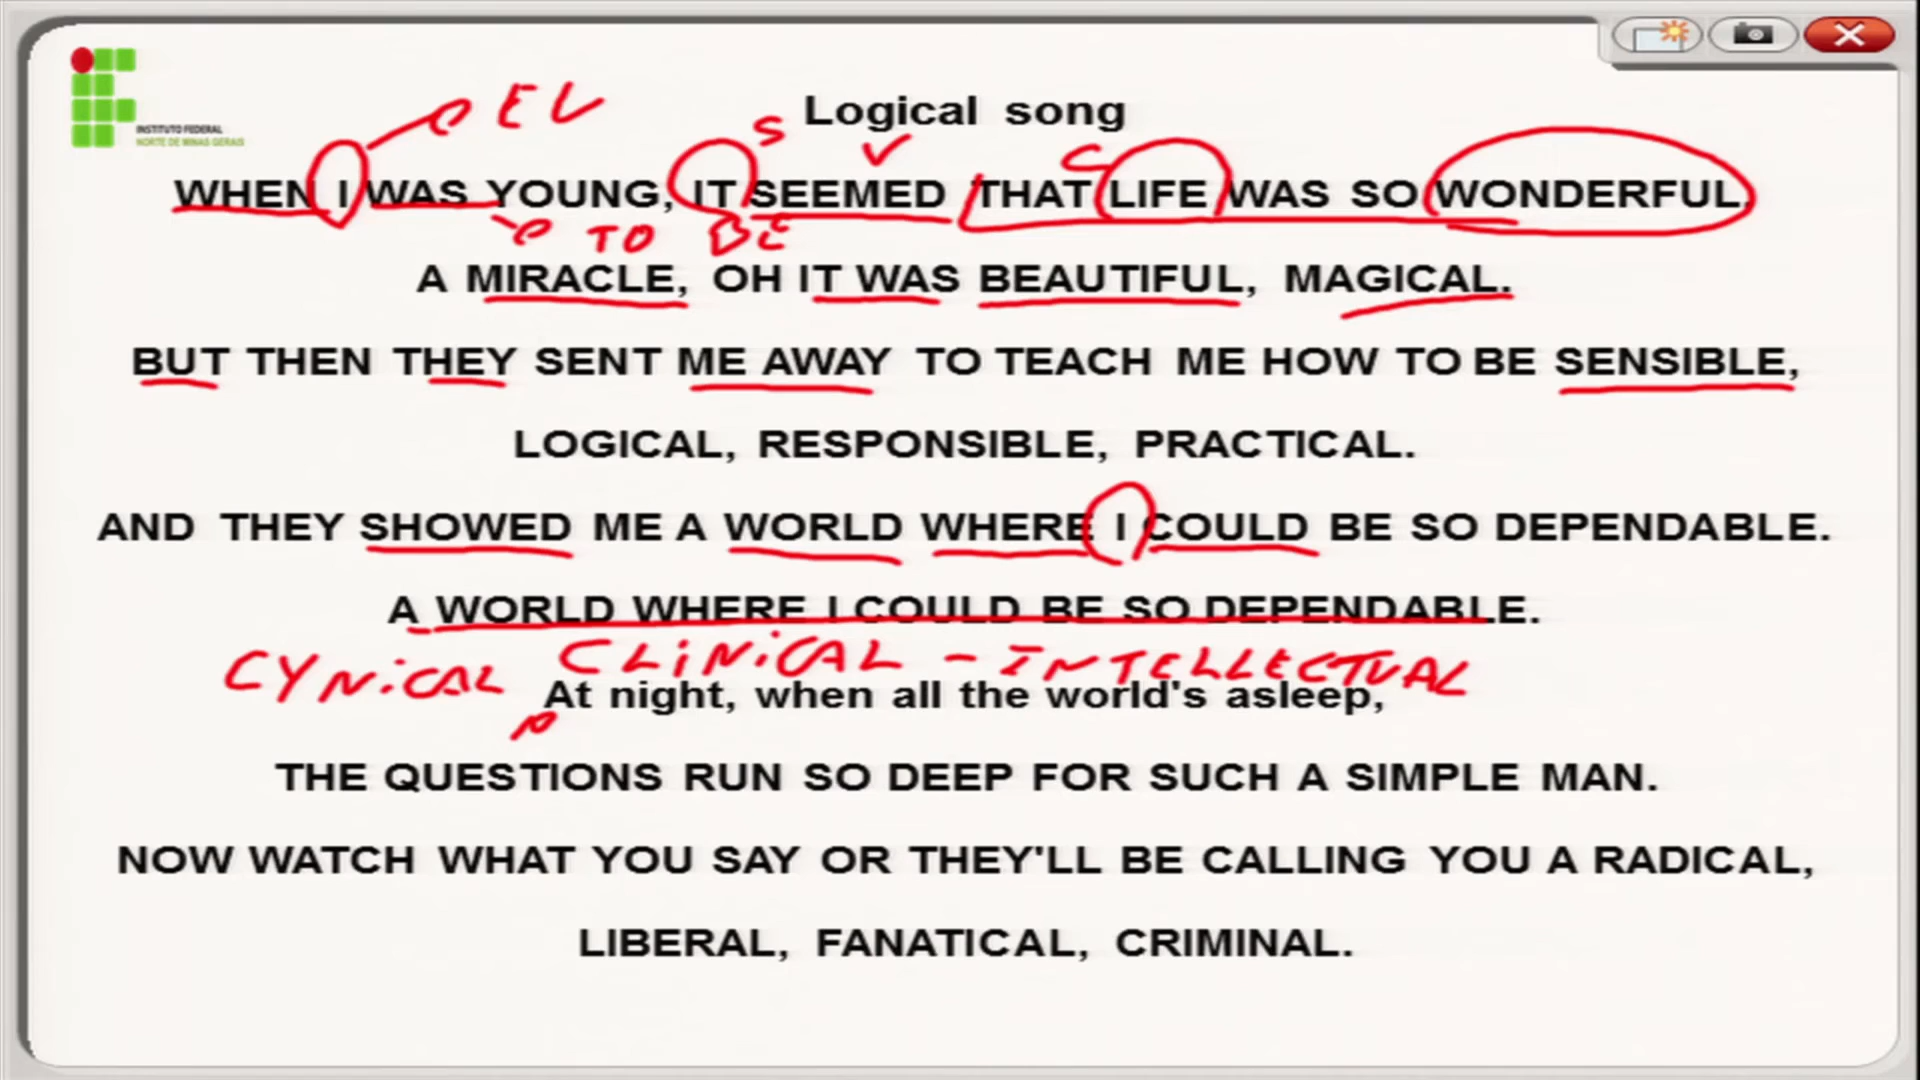 INSTITUTO FEDERAL
NORTE DE MINAS GERAIS
EU
Logical song
S V C
WHEN I WAS YOUNG, IT SEEMED THAT LIFE WAS SO WONDERFUL.
TO BE
A MIRACLE, OH IT WAS BEAUTIFUL, MAGICAL.
BUT THEN THEY SENT ME AWAY TO TEACH ME HOW TO BE SENSIBLE,
LOGICAL, RESPONSIBLE, PRACTICAL.
AND THEY SHOWED ME A WORLD WHERE I COULD BE SO DEPENDABLE.
A WORLD WHERE I COULD BE SO DEPENDABLE.
CYNICAL CLINICAL - INTELLECTUAL
At night, when all the world's asleep,
THE QUESTIONS RUN SO DEEP FOR SUCH A SIMPLE MAN.
NOW WATCH WHAT YOU SAY OR THEY'LL BE CALLING YOU A RADICAL,
LIBERAL, FANATICAL, CRIMINAL.